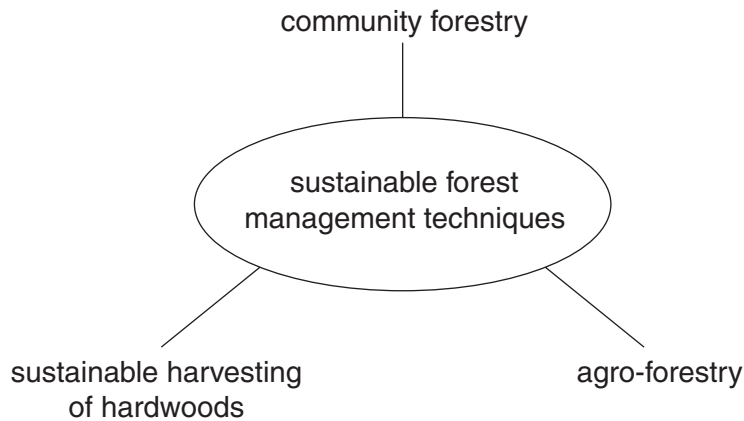 community forestry
sustainable forest
management techniques
sustainable harvesting
of hardwoods
agro-forestry